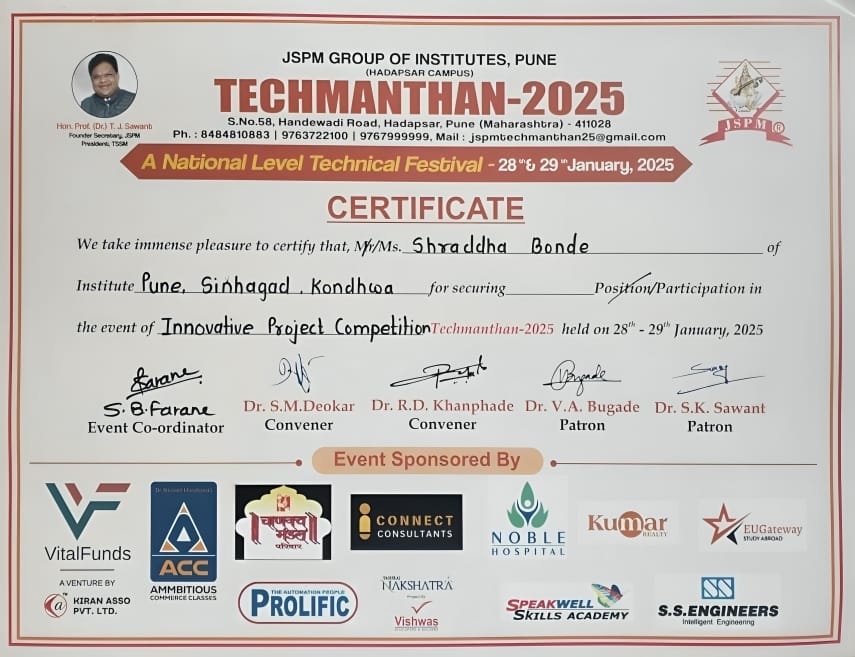 JSPM GROUP OF INSTITUTES, PUNE
(HADAPSAR CAMPUS)
TECHMANTHAN-2025
S.No.58, Handewadi Road, Hadapsar, Pune (Maharashtra) - 411028
Ph. : 8484810883 | 9763722100 | 9767999999, Mail : jspmtechmanthan25@gmail.com
Hon. Prof. (Dr.) T. J. Sawant
Founder Secretary, JSPM
President, TSSM
JSPM ®
A National Level Technical Festival - 28th & 29th January, 2025
CERTIFICATE
We take immense pleasure to certify that, Mr/Ms. Shraddha Bonde of
Institute Pune, Sinhagad, Kondhwa for securing Position/Participation in
the event of Innovative Project Competition Techmanthan-2025 held on 28th - 29th January, 2025
S.B.Farane Dr. S.M.Deokar Dr. R.D. Khanphade Dr. V.A. Bugade Dr. S.K. Sawant
Event Co-ordinator Convener Convener Patron Patron
Event Sponsored By
VitalFunds
A VENTURE BY
KIRAN ASSO
PVT. LTD.
ACC
AMMBITIOUS
COMMERCE CLASSES
चाणक्य
मंडल
परिवार
i CONNECT
CONSULTANTS
NOBLE
HOSPITAL
Kumar
REALTY
EUGateway
STUDY ABROAD
THE AUTOMATION PEOPLE
PROLIFIC
NAKSHATRA
Vishwas
SPEAKWELL
SKILLS ACADEMY
S.S.ENGINEERS
Intelligent Engineering